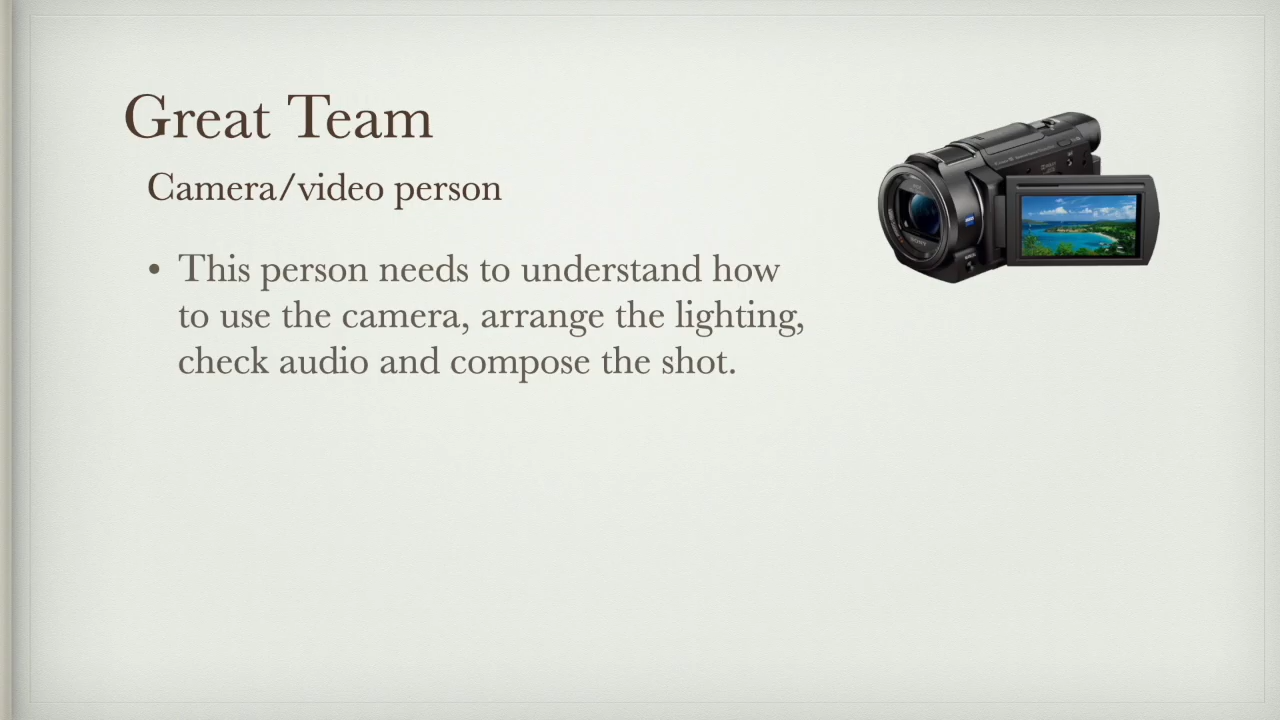 Great Team
Camera/video person
• This person needs to understand how
to use the camera, arrange the lighting,
check audio and compose the shot.